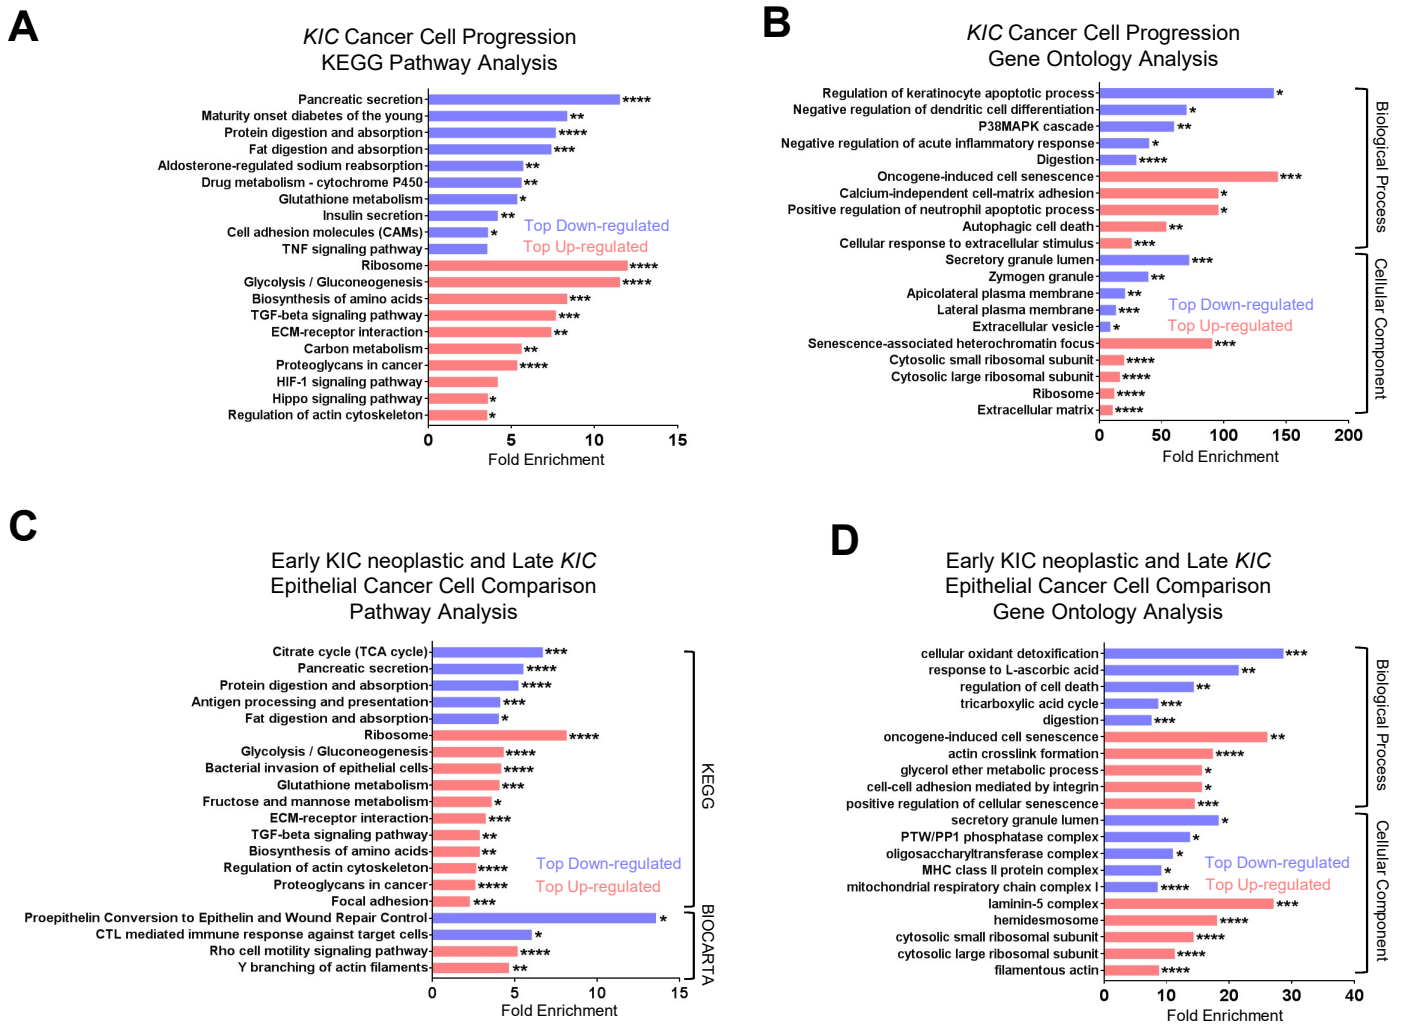 A
KIC Cancer Cell Progression
KEGG Pathway Analysis
Pancreatic secretion ****
Maturity onset diabetes of the young **
Protein digestion and absorption ****
Fat digestion and absorption ***
Aldosterone-regulated sodium reabsorption **
Drug metabolism - cytochrome P450 **
Glutathione metabolism *
Insulin secretion **
Cell adhesion molecules (CAMs) *
TNF signaling pathway
Ribosome ****
Glycolysis / Gluconeogenesis ****
Biosynthesis of amino acids ***
TGF-beta signaling pathway ***
ECM-receptor interaction **
Carbon metabolism **
Proteoglycans in cancer ****
HIF-1 signaling pathway
Hippo signaling pathway *
Regulation of actin cytoskeleton *
Top Down-regulated
Top Up-regulated
0 5 10 15
Fold Enrichment
B
KIC Cancer Cell Progression
Gene Ontology Analysis
Regulation of keratinocyte apoptotic process *
Negative regulation of dendritic cell differentiation *
P38MAPK cascade **
Negative regulation of acute inflammatory response *
Digestion ****
Oncogene-induced cell senescence ***
Calcium-independent cell-matrix adhesion *
Positive regulation of neutrophil apoptotic process *
Autophagic cell death **
Cellular response to extracellular stimulus ***
Secretory granule lumen ***
Zymogen granule **
Apicolateral plasma membrane **
Lateral plasma membrane ***
Extracellular vesicle *
Senescence-associated heterochromatin focus ***
Cytosolic small ribosomal subunit ****
Cytosolic large ribosomal subunit ****
Ribosome ****
Extracellular matrix ****
Top Down-regulated
Top Up-regulated
Biological Process
Cellular Component
0 50 100 150 200
Fold Enrichment
C
Early KIC neoplastic and Late KIC
Epithelial Cancer Cell Comparison
Pathway Analysis
Citrate cycle (TCA cycle) ***
Pancreatic secretion ****
Protein digestion and absorption ****
Antigen processing and presentation ***
Fat digestion and absorption *
Ribosome ****
Glycolysis / Gluconeogenesis ****
Bacterial invasion of epithelial cells ****
Glutathione metabolism ***
Fructose and mannose metabolism *
ECM-receptor interaction ***
TGF-beta signaling pathway **
Biosynthesis of amino acids **
Regulation of actin cytoskeleton ****
Proteoglycans in cancer ****
Focal adhesion ***
Proepithelin Conversion to Epithelin and Wound Repair Control *
CTL mediated immune response against target cells *
Rho cell motility signaling pathway ****
Y branching of actin filaments **
Top Down-regulated
Top Up-regulated
KEGG
BIOCARTA
0 5 10 15
Fold Enrichment
D
Early KIC neoplastic and Late KIC
Epithelial Cancer Cell Comparison
Gene Ontology Analysis
cellular oxidant detoxification ***
response to L-ascorbic acid **
regulation of cell death **
tricarboxylic acid cycle ***
digestion ***
oncogene-induced cell senescence **
actin crosslink formation ****
glycerol ether metabolic process *
cell-cell adhesion mediated by integrin *
positive regulation of cellular senescence ***
secretory granule lumen *
PTW/PP1 phosphatase complex *
oligosaccharyltransferase complex *
MHC class II protein complex *
mitochondrial respiratory chain complex I ****
laminin-5 complex ***
hemidesmosome ****
cytosolic small ribosomal subunit ****
cytosolic large ribosomal subunit ****
filamentous actin ****
Top Down-regulated
Top Up-regulated
Biological Process
Cellular Component
0 10 20 30 40
Fold Enrichment